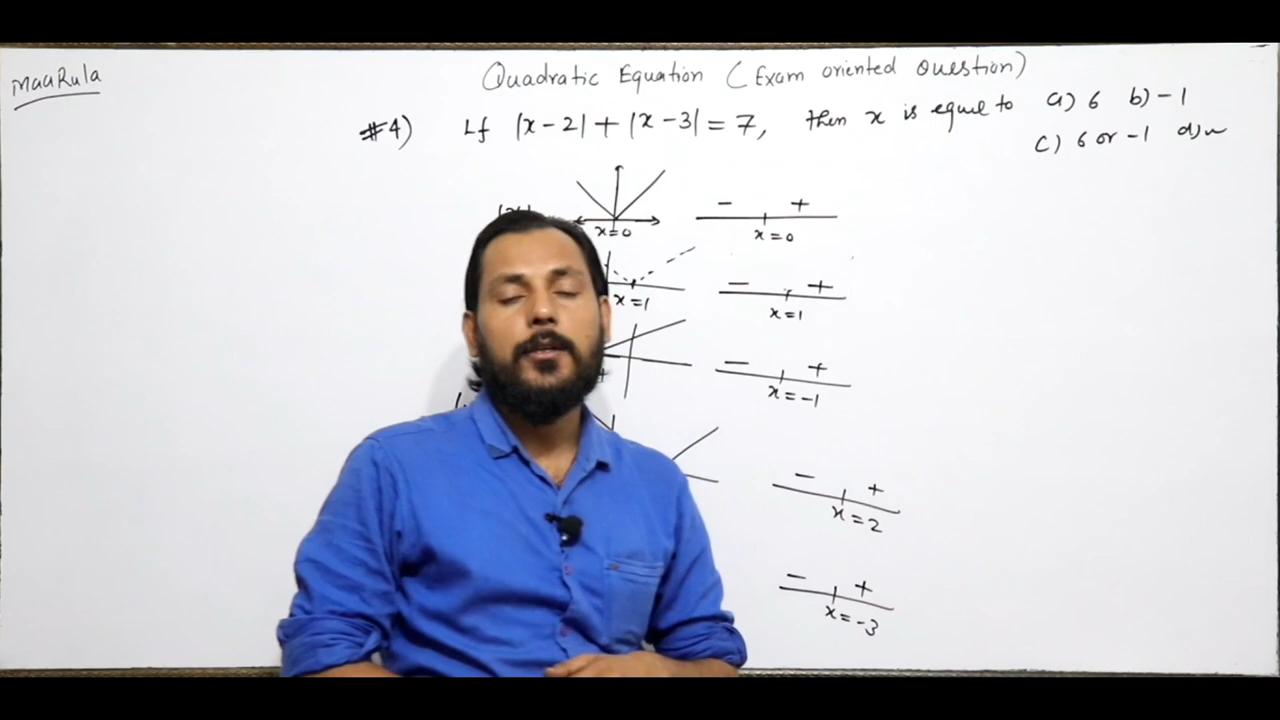 MaaRula
Quadratic Equation (Exam oriented Question)
#4) If |x-2| + |x-3| = 7, then x is equal to a) 6 b) -1
c) 6 or -1 d)
x=0
- +
x=0
x=1
- +
x=1
- +
x=-1
- +
x=2
- +
x=-3